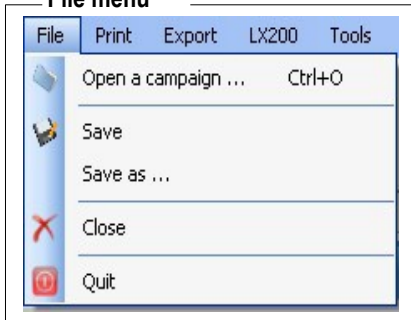 File menu
File Print Export LX200 Tools
Open a campaign ... Ctrl+O
Save
Save as ...
Close
Quit